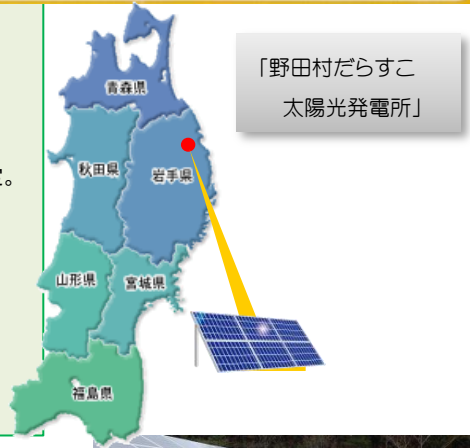 「野田村だらすこ
太陽光発電所」
青森県
秋田県
岩手県
山形県
宮城県
福島県
。